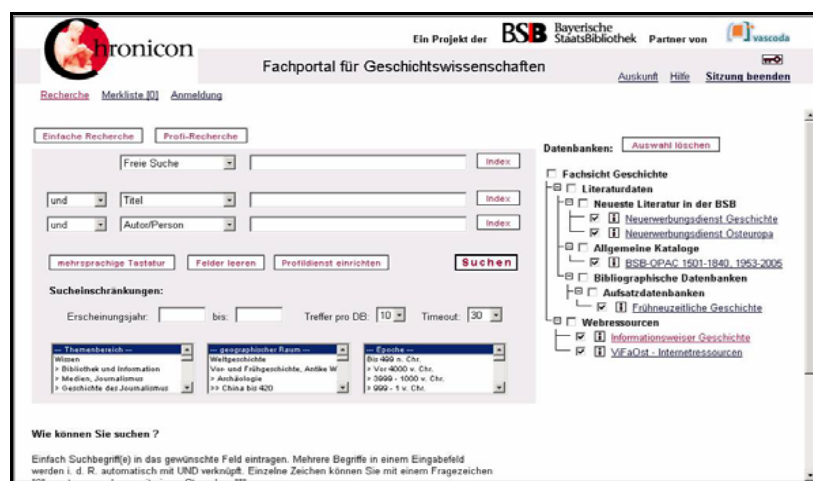 Chronicon
Ein Projekt der BSB Bayerische StaatsBibliothek Partner von vascoda
Fachportal für Geschichtswissenschaften
Auskunft Hilfe Sitzung beenden
Recherche Merkliste [0] Anmeldung
Einfache Recherche Profi-Recherche
Freie Suche Index
und Titel Index
und Autor/Person Index
mehrsprachige Tastatur Felder leeren Profildienst einrichten Suchen
Sucheinschränkungen:
Erscheinungsjahr: bis: Treffer pro DB: 10 Timeout: 30
--- Themenbereich ---
Wissen
> Bibliothek und Information
> Medien, Journalismus
> Geschichte des Journalismus
--- geographischer Raum ---
Weltgeschichte
Vor- und Frühgeschichte, Antike W
> Archäologie
>> China bis 420
--- Epoche ---
Bis 499 n. Chr.
> Vor 4000 v. Chr.
> 3999 - 1000 v. Chr.
> 999 - 1 v. Chr.
Datenbanken: Auswahl löschen
Fachsicht Geschichte
Literaturdaten
Neueste Literatur in der BSB
Neuerwerbungsdienst Geschichte
Neuerwerbungsdienst Osteuropa
Allgemeine Kataloge
BSB-OPAC 1501-1840, 1953-2005
Bibliographische Datenbanken
Aufsatzdatenbanken
Frühneuzeitliche Geschichte
Webressourcen
Informationsweiser Geschichte
ViFaOst - Internetressourcen
Wie können Sie suchen ?
Einfach Suchbegriff(e) in das gewünschte Feld eintragen. Mehrere Begriffe in einem Eingabefeld
werden i. d. R. automatisch mit UND verknüpft. Einzelne Zeichen können Sie mit einem Fragezeichen